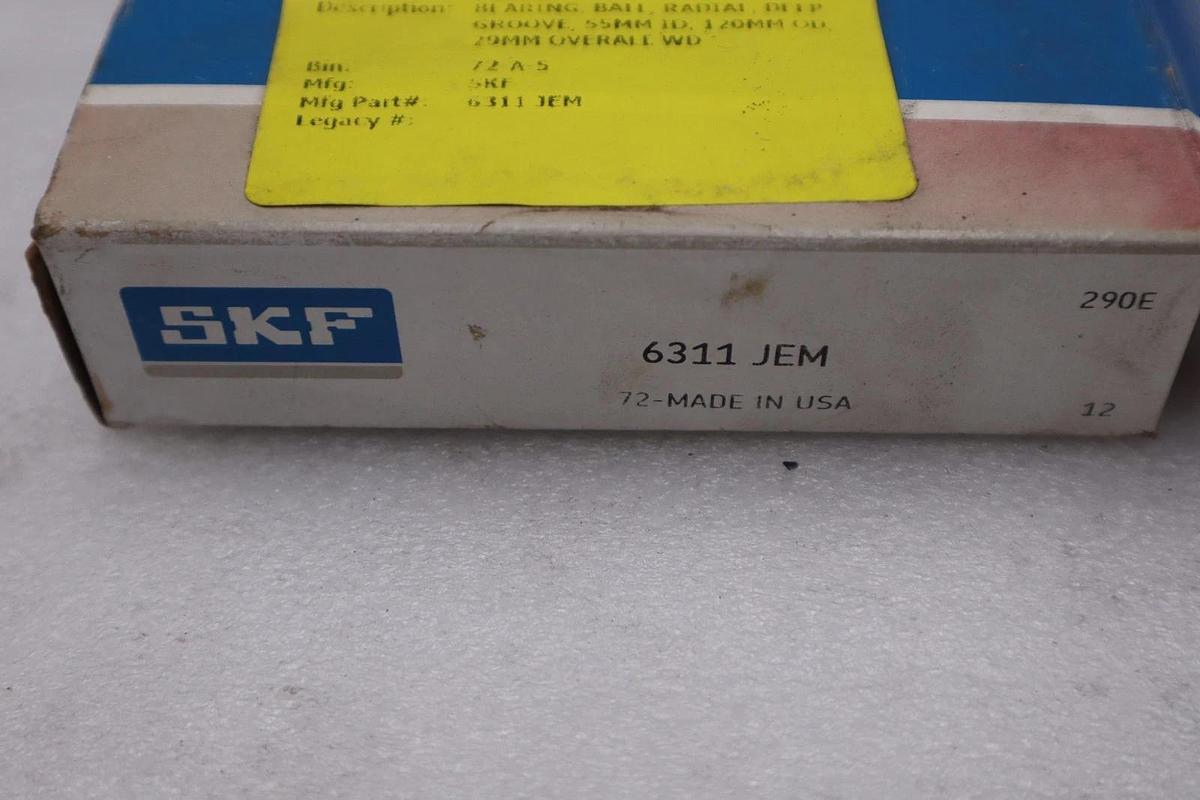 Description: BEARING, BALL, RADIAL, DEEP
GROOVE, 55MM ID, 120MM OD,
29MM OVERALL WD
Bin: 72 A-5
Mfg: SKF
Mfg Part#: 6311 JEM
Legacy #:
SKF
290E
6311 JEM
72-MADE IN USA
12